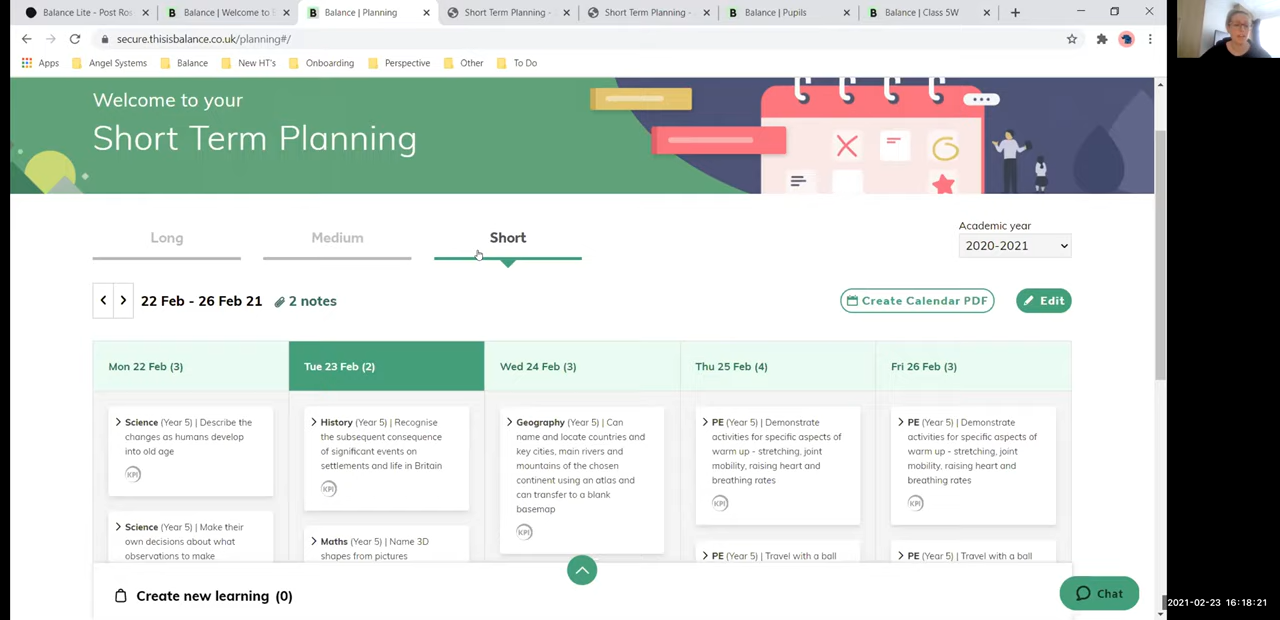 Balance Lite - Post Ros
Balance | Welcome to
Balance | Planning
Short Term Planning -
Short Term Planning -
Balance | Pupils
Balance | Class 5W
secure.thisisbalance.co.uk/planning#/
Apps
Angel Systems
Balance
New HT's
Onboarding
Perspective
Other
To Do
Welcome to your
Short Term Planning
Long
Medium
Short
Academic year
2020-2021
22 Feb - 26 Feb 21
2 notes
Create Calendar PDF
Edit
Mon 22 Feb (3)
Tue 23 Feb (2)
Wed 24 Feb (3)
Thu 25 Feb (4)
Fri 26 Feb (3)
Science (Year 5) | Describe the
changes as humans develop
into old age
KPI
Science (Year 5) | Make their
own decisions about what
observations to make
History (Year 5) | Recognise
the subsequent consequence
of significant events on
settlements and life in Britain
KPI
Maths (Year 5) | Name 3D
shapes from pictures
Geography (Year 5) | Can
name and locate countries and
key cities, main rivers and
mountains of the chosen
continent using an atlas and
can transfer to a blank
basemap
KPI
PE (Year 5) | Demonstrate
activities for specific aspects of
warm up - stretching, joint
mobility, raising heart and
breathing rates
KPI
PE (Year 5) | Travel with a ball
PE (Year 5) | Demonstrate
activities for specific aspects of
warm up - stretching, joint
mobility, raising heart and
breathing rates
KPI
PE (Year 5) | Travel with a ball
Create new learning (0)
Chat
2021-02-23 16:18:21